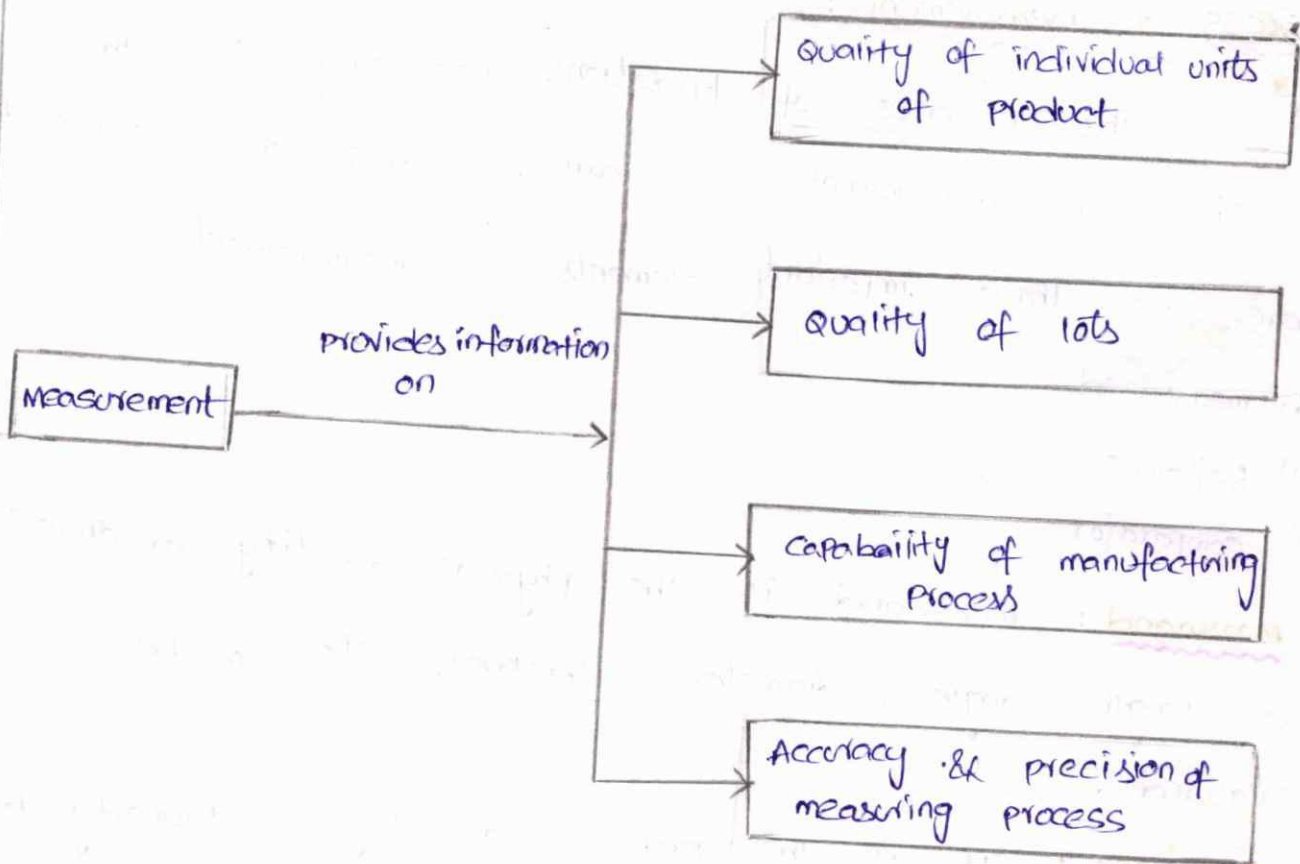 Quality of individual units
of product
Quality of lots
provides information
on
Measurement
Capabaility of manufacturing
Process
Accuracy & precision of
measuring process